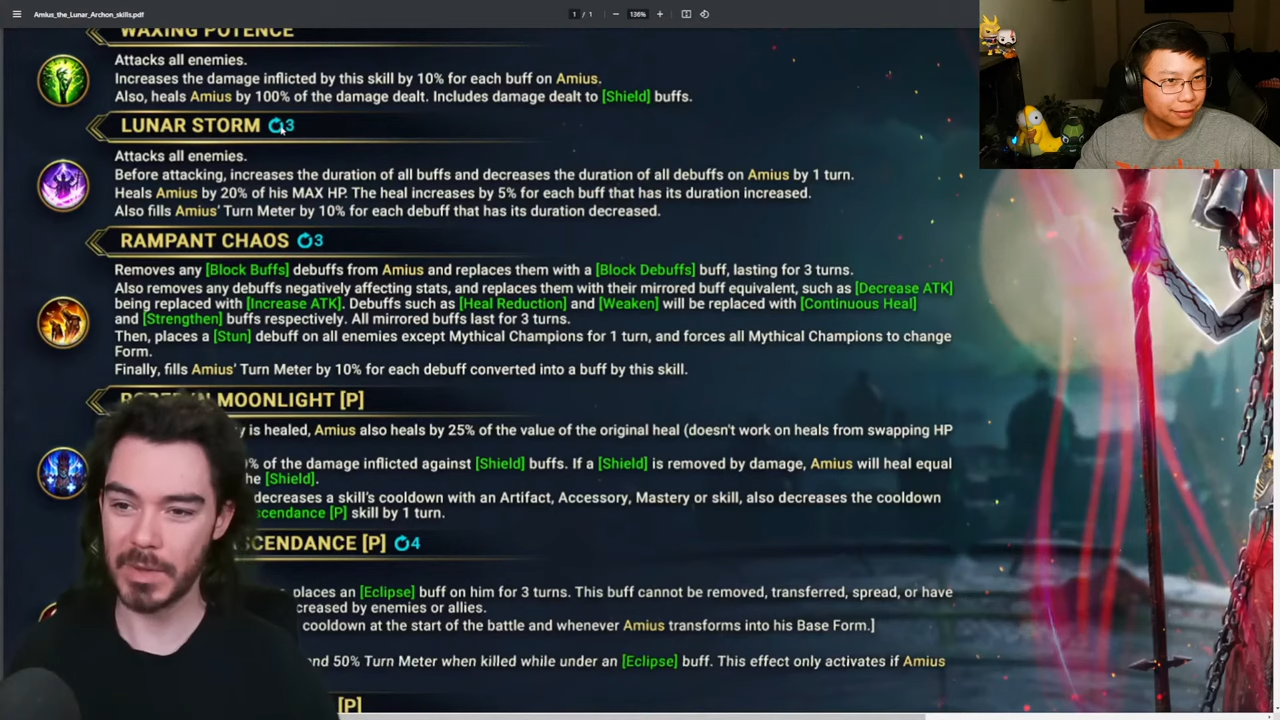 Amius_the_Lunar_Archon_skills.pdf
1 / 1
136%
WAXING POTENCE
Attacks all enemies.
Increases the damage inflicted by this skill by 10% for each buff on Amius.
Also, heals Amius by 100% of the damage dealt. Includes damage dealt to [Shield] buffs.
LUNAR STORM 3
Attacks all enemies.
Before attacking, increases the duration of all buffs and decreases the duration of all debuffs on Amius by 1 turn.
Heals Amius by 20% of his MAX HP. The heal increases by 5% for each buff that has its duration increased.
Also fills Amius' Turn Meter by 10% for each debuff that has its duration decreased.
RAMPANT CHAOS 3
Removes any [Block Buffs] debuffs from Amius and replaces them with a [Block Debuffs] buff, lasting for 3 turns.
Also removes any debuffs negatively affecting stats, and replaces them with their mirrored buff equivalent, such as [Decrease ATK]
being replaced with [Increase ATK]. Debuffs such as [Heal Reduction] and [Weaken] will be replaced with [Continuous Heal]
and [Strengthen] buffs respectively. All mirrored buffs last for 3 turns.
Then, places a [Stun] debuff on all enemies except Mythical Champions for 1 turn, and forces all Mythical Champions to change
Form.
Finally, fills Amius' Turn Meter by 10% for each debuff converted into a buff by this skill.
MOONLIGHT [P]
is healed, Amius also heals by 25% of the value of the original heal (doesn't work on heals from swapping HP
of the damage inflicted against [Shield] buffs. If a [Shield] is removed by damage, Amius will heal equal
[Shield].
decreases a skill's cooldown with an Artifact, Accessory, Mastery or skill, also decreases the cooldown
scendance [P] skill by 1 turn.
SCENDANCE [P] 4
places an [Eclipse] buff on him for 3 turns. This buff cannot be removed, transferred, spread, or have
creased by enemies or allies.
cooldown at the start of the battle and whenever Amius transforms into his Base Form.]
nd 50% Turn Meter when killed while under an [Eclipse] buff. This effect only activates if Amius
[P]